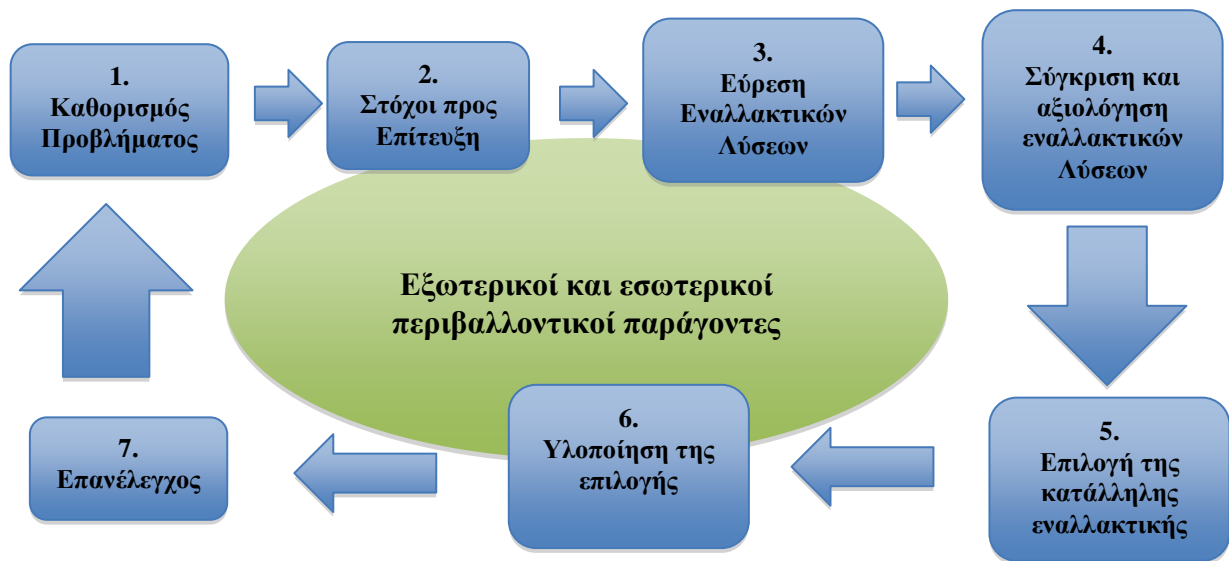 1.
Καθορισμός
Προβλήματος
2.
Στόχοι προς
Επίτευξη
3.
Εύρεση
Εναλλακτικών
Λύσεων
4.
Σύγκριση και
αξιολόγηση
εναλλακτικών
Λύσεων
Εξωτερικοί και εσωτερικοί
περιβαλλοντικοί παράγοντες
5.
Επιλογή της
κατάλληλης
εναλλακτικής
6.
Υλοποίηση της
επιλογής
7.
Επανέλεγχος